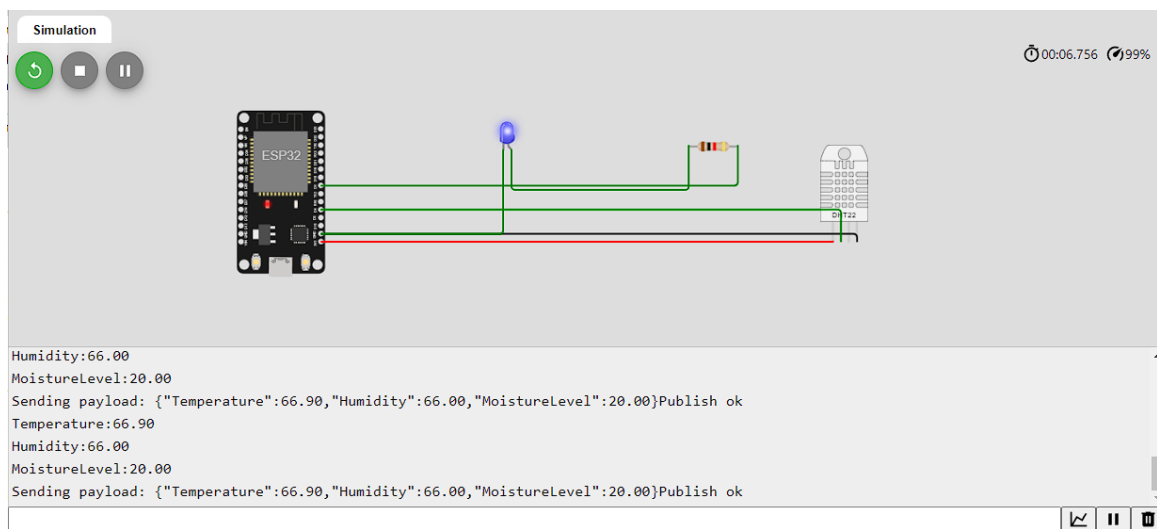 Simulation
00:06.756 99%
ESP32
DHT22
Humidity:66.00
MoistureLevel:20.00
Sending payload: {"Temperature":66.90,"Humidity":66.00,"MoistureLevel":20.00}Publish ok
Temperature:66.90
Humidity:66.00
MoistureLevel:20.00
Sending payload: {"Temperature":66.90,"Humidity":66.00,"MoistureLevel":20.00}Publish ok